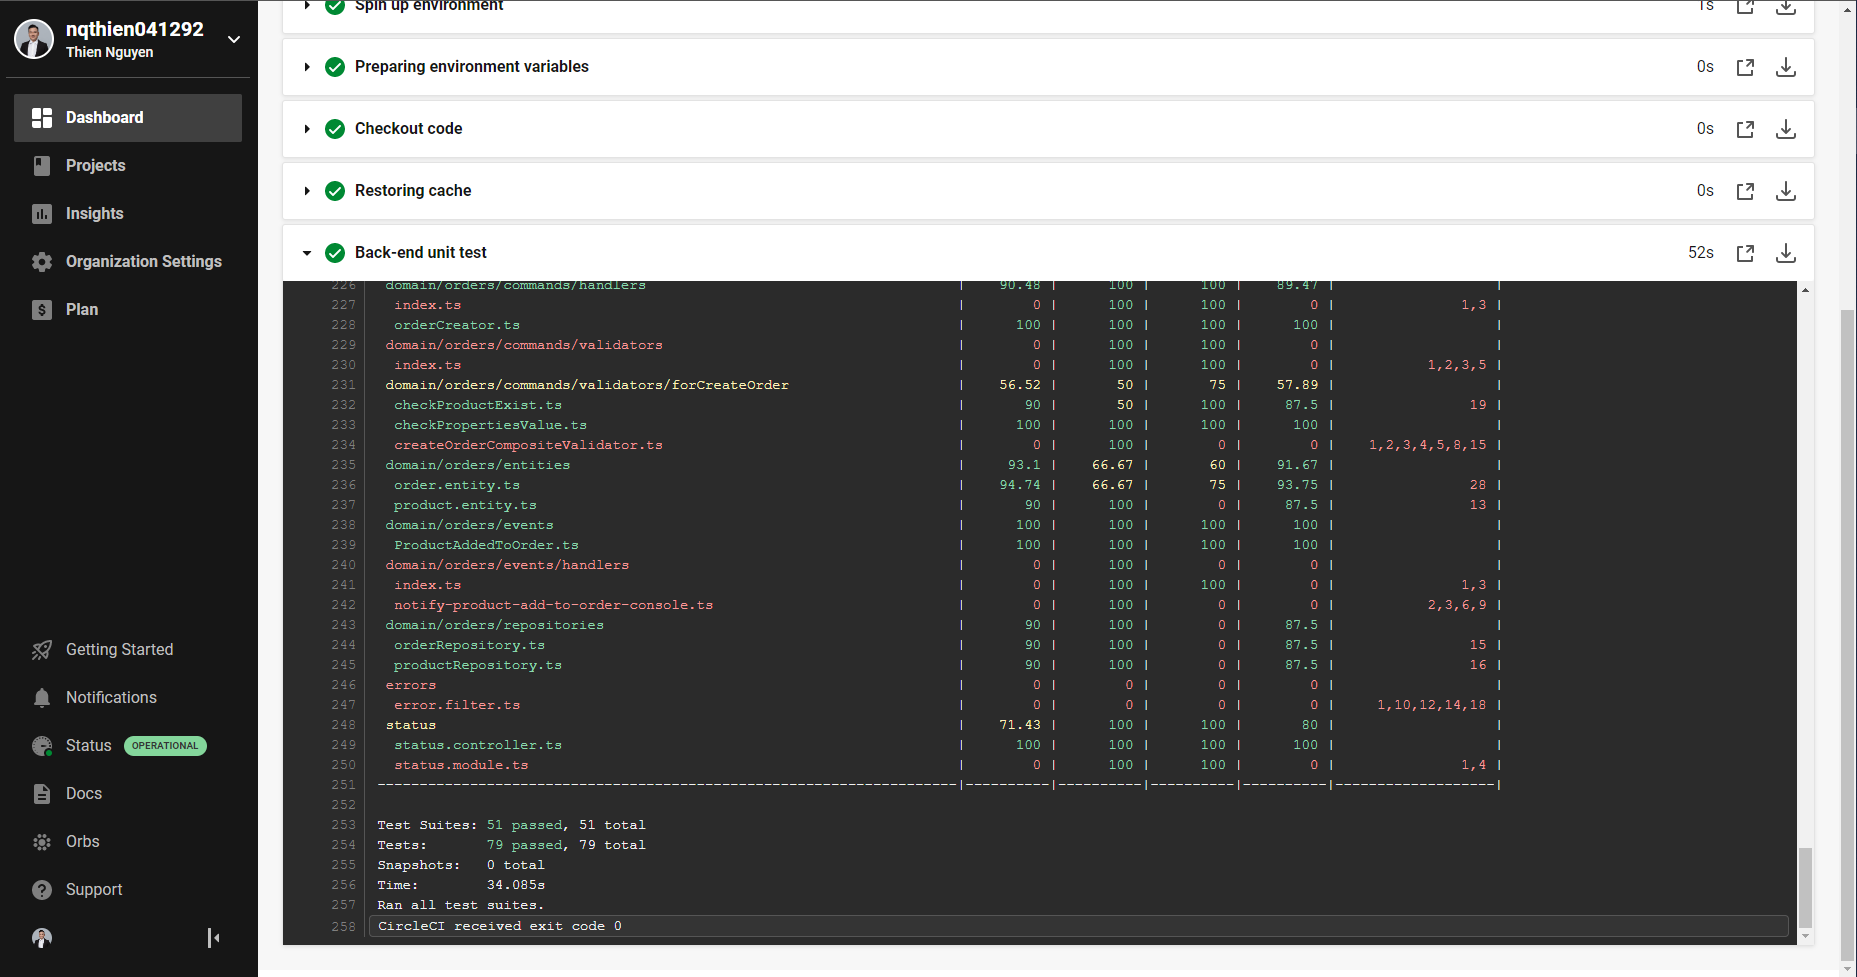 nqthien041292
Thien Nguyen
Dashboard
Projects
Insights
Organization Settings
Plan
Getting Started
Notifications
Status OPERATIONAL
Docs
Orbs
Support
Spin up environment 1s
Preparing environment variables 0s
Checkout code 0s
Restoring cache 0s
Back-end unit test 52s
226 domain/orders/commands/handlers | 90.48 | 100 | 100 | 89.47 | |
227 index.ts | 0 | 100 | 100 | 0 | 1,3 |
228 orderCreator.ts | 100 | 100 | 100 | 100 | |
229 domain/orders/commands/validators | 0 | 100 | 100 | 0 | |
230 index.ts | 0 | 100 | 100 | 0 | 1,2,3,5 |
231 domain/orders/commands/validators/forCreateOrder | 56.52 | 50 | 75 | 57.89 | |
232 checkProductExist.ts | 90 | 50 | 100 | 87.5 | 19 |
233 checkPropertiesValue.ts | 100 | 100 | 100 | 100 | |
234 createOrderCompositeValidator.ts | 0 | 100 | 0 | 0 | 1,2,3,4,5,8,15 |
235 domain/orders/entities | 93.1 | 66.67 | 60 | 91.67 | |
236 order.entity.ts | 94.74 | 66.67 | 75 | 93.75 | 28 |
237 product.entity.ts | 90 | 100 | 0 | 87.5 | 13 |
238 domain/orders/events | 100 | 100 | 100 | 100 | |
239 ProductAddedToOrder.ts | 100 | 100 | 100 | 100 | |
240 domain/orders/events/handlers | 0 | 100 | 0 | 0 | |
241 index.ts | 0 | 100 | 100 | 0 | 1,3 |
242 notify-product-add-to-order-console.ts | 0 | 100 | 0 | 0 | 2,3,6,9 |
243 domain/orders/repositories | 90 | 100 | 0 | 87.5 | |
244 orderRepository.ts | 90 | 100 | 0 | 87.5 | 15 |
245 productRepository.ts | 90 | 100 | 0 | 87.5 | 16 |
246 errors | 0 | 0 | 0 | 0 | |
247 error.filter.ts | 0 | 0 | 0 | 0 | 1,10,12,14,18 |
248 status | 71.43 | 100 | 100 | 80 | |
249 status.controller.ts | 100 | 100 | 100 | 100 | |
250 status.module.ts | 0 | 100 | 100 | 0 | 1,4 |
251 ---------------------------------------------------------------------|----------|----------|----------|----------|-------------------|
252
253 Test Suites: 51 passed, 51 total
254 Tests: 79 passed, 79 total
255 Snapshots: 0 total
256 Time: 34.085s
257 Ran all test suites.
258 CircleCI received exit code 0